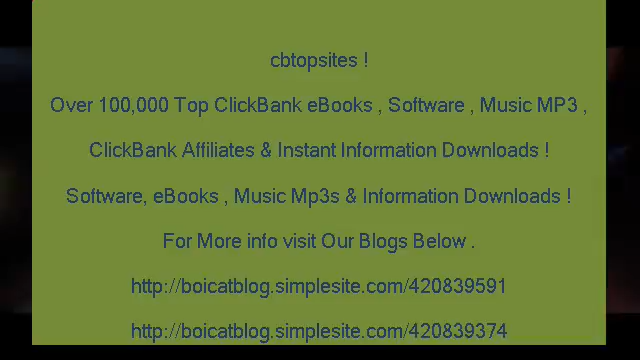 cbtopsites !
Over 100,000 Top ClickBank eBooks , Software , Music MP3 ,
ClickBank Affiliates & Instant Information Downloads !
Software, eBooks , Music Mp3s & Information Downloads !
For More info visit Our Blogs Below .
http://boicatblog.simplesite.com/420839591
http://boicatblog.simplesite.com/420839374